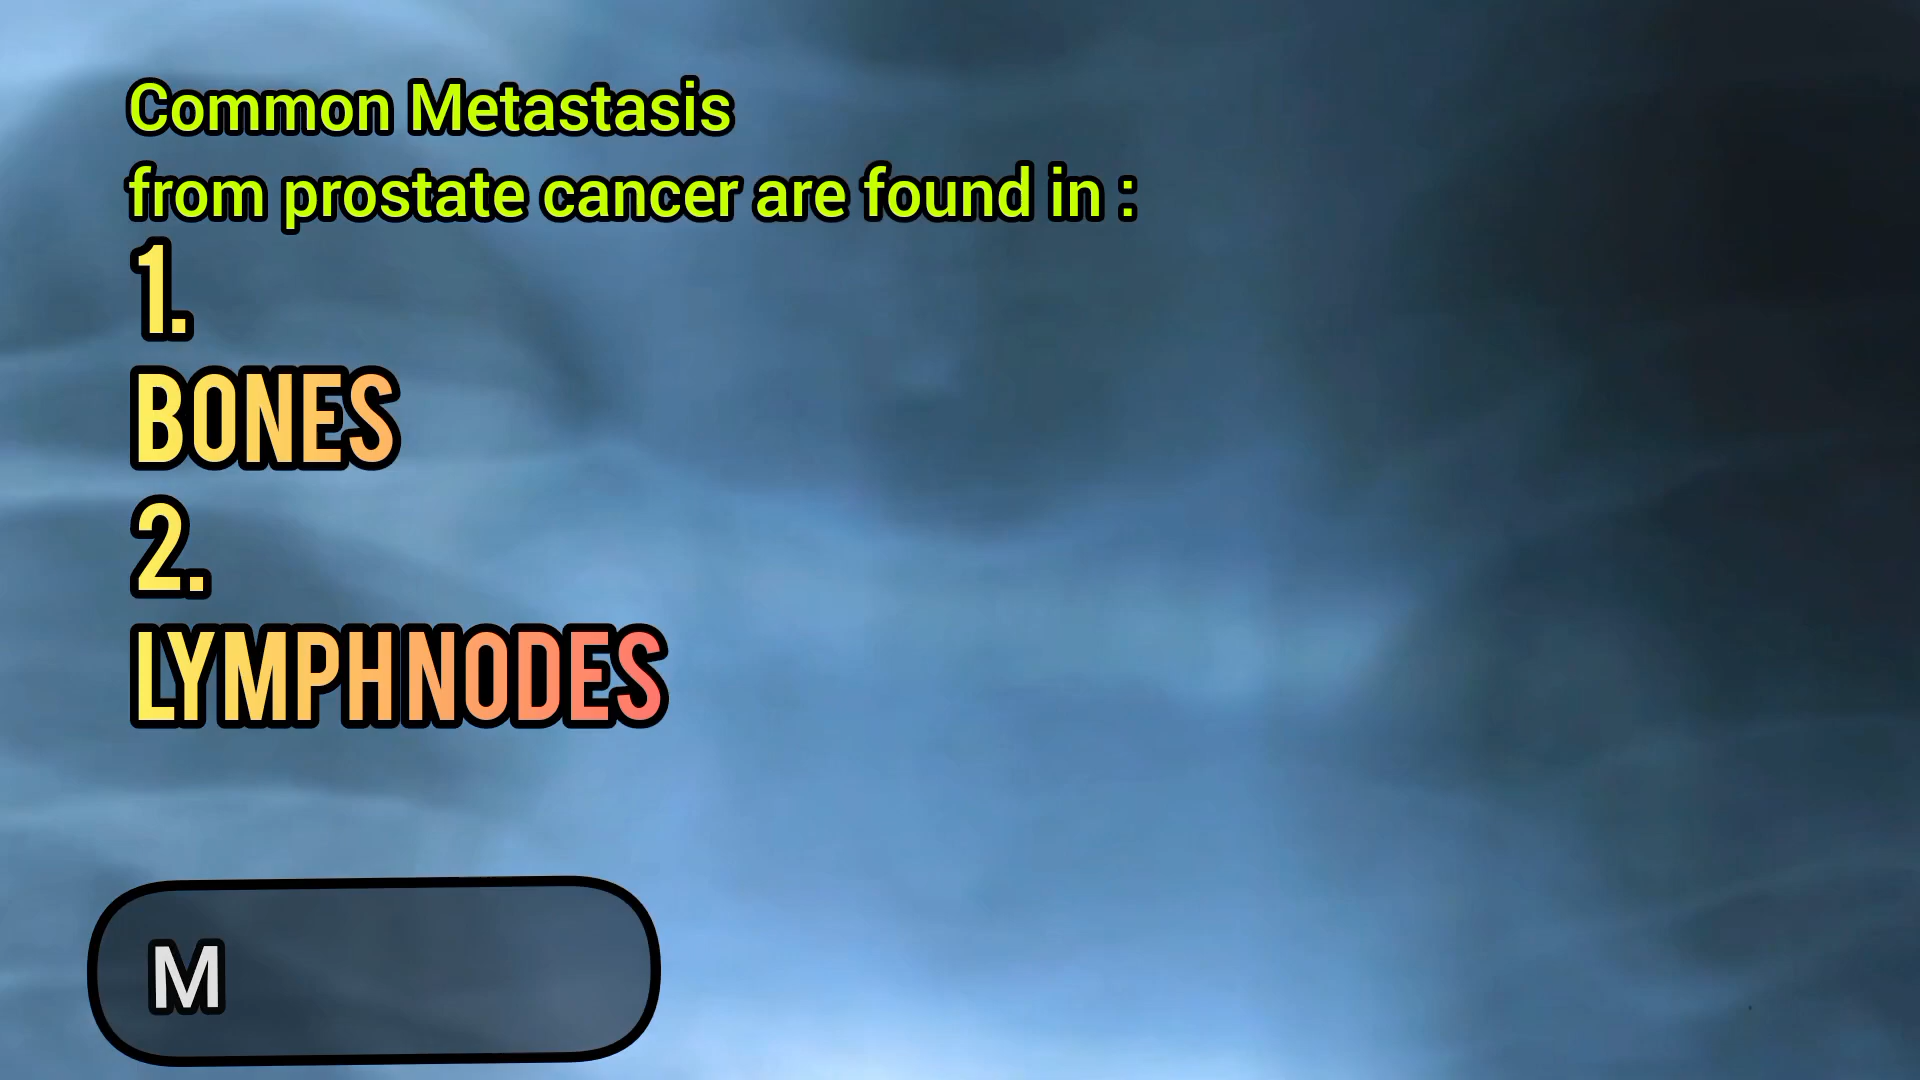 Common Metastasis
from prostate cancer are found in :
1.
BONES
2.
LYMPHNODES
M